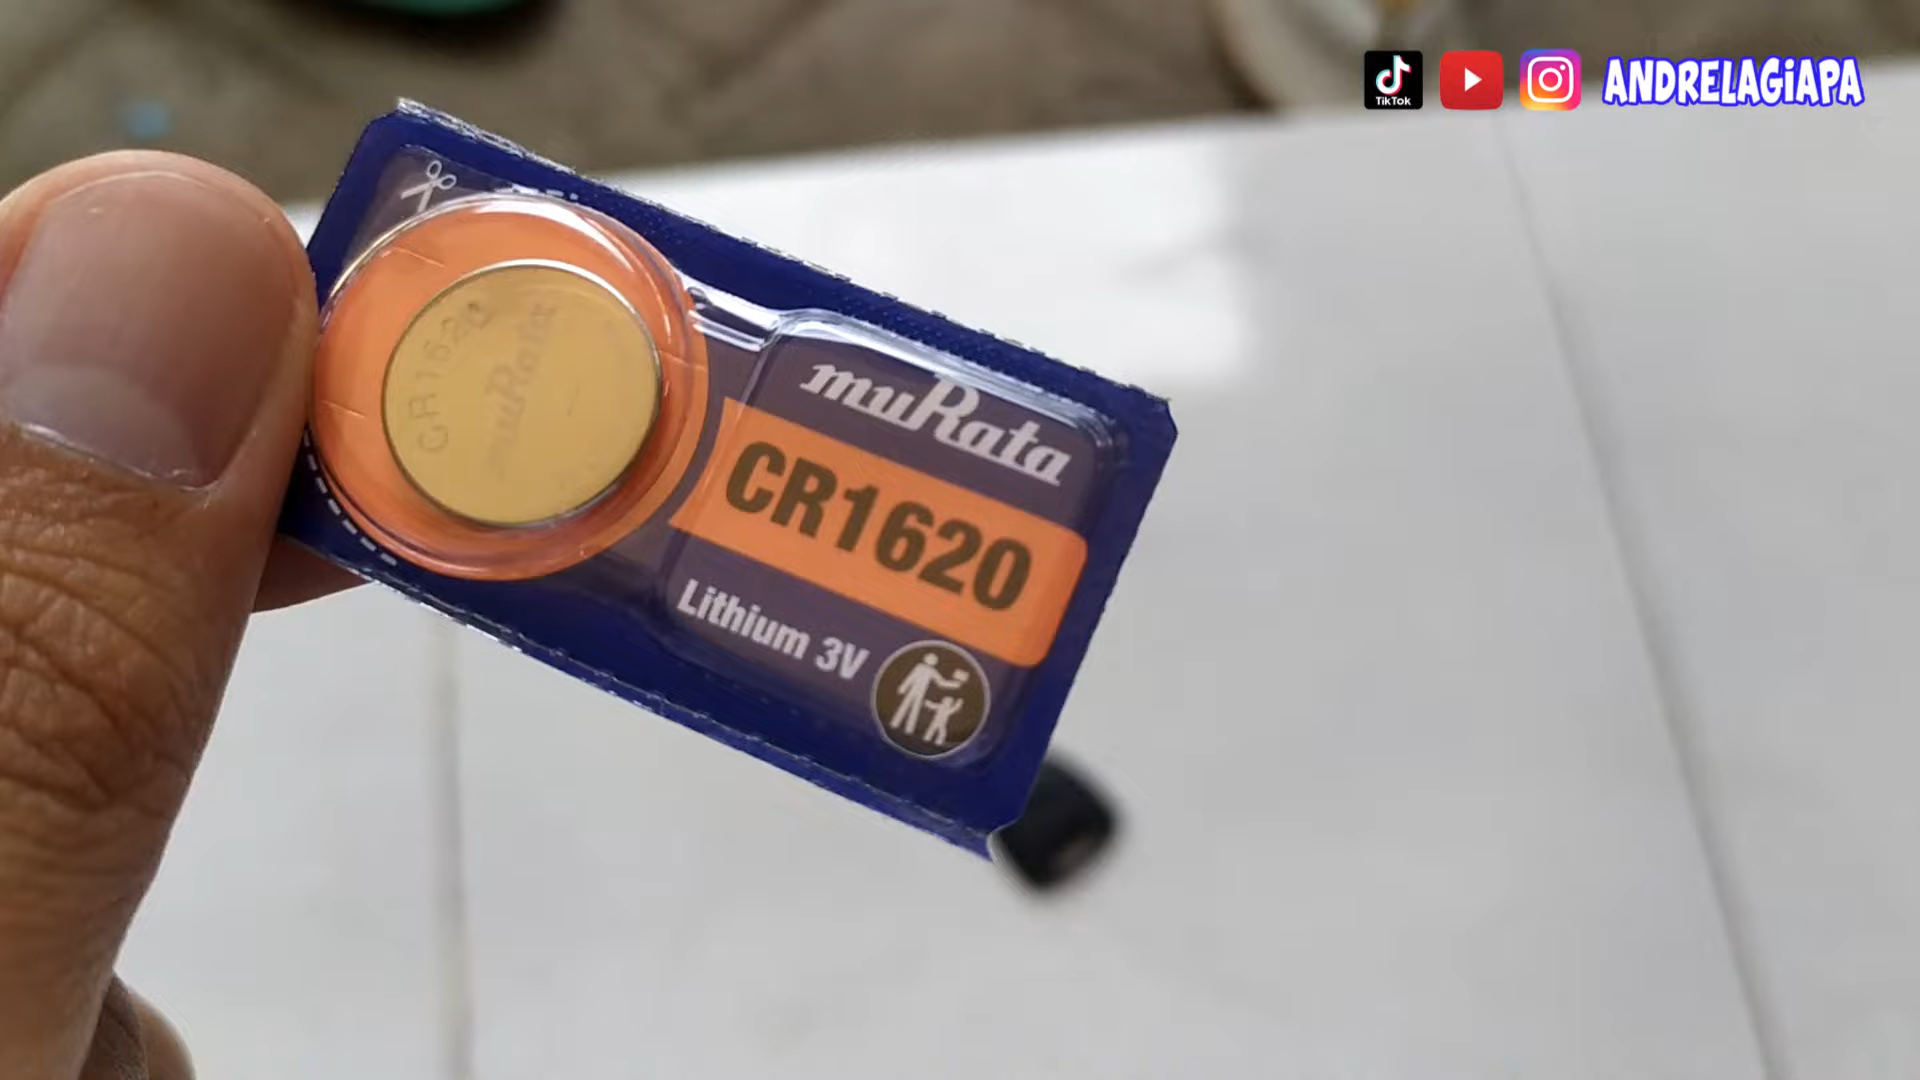 TikTok
ANDRELAGiAPA
CR1620
muRata
muRata
CR1620
Lithium 3V